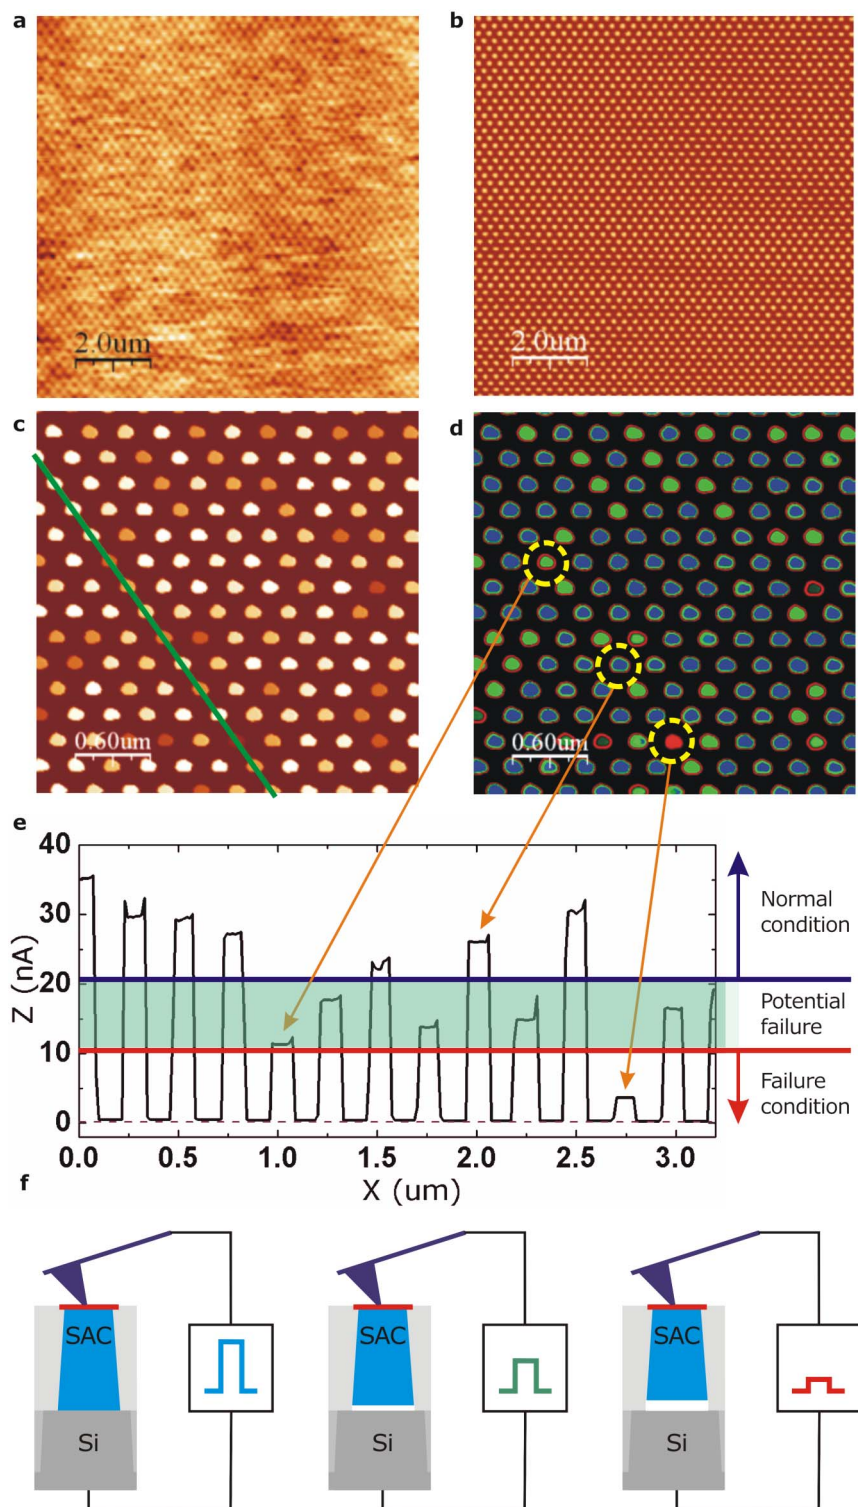 a
b
2.0um
2.0um
c
d
0.60um
0.60um
e
40
30
20
10
0
Z (nA)
0.0 0.5 1.0 1.5 2.0 2.5 3.0
X (um)
Normal
condition
Potential
failure
Failure
condition
f
SAC
Si
SAC
Si
SAC
Si